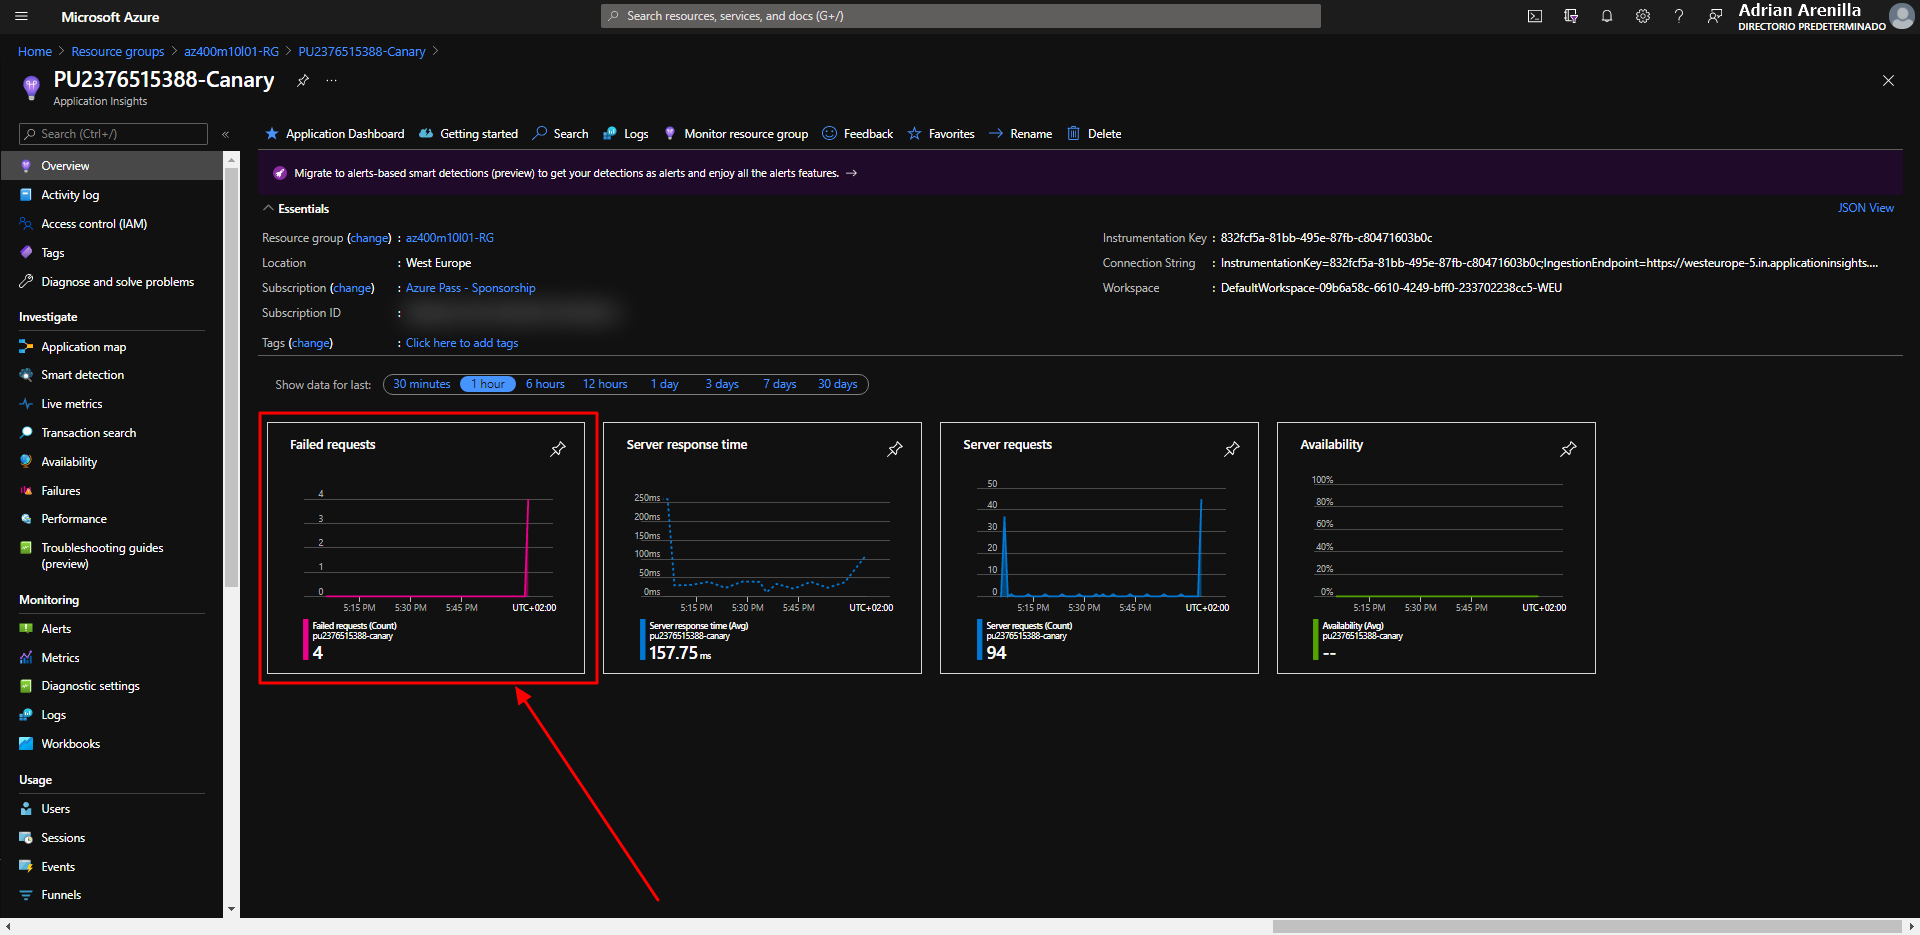 Microsoft Azure
Search resources, services, and docs (G+/)
Adrian Arenilla
DIRECTORIO PREDETERMINADO
Home > Resource groups > az400m10l01-RG > PU2376515388-Canary >
PU2376515388-Canary
Application Insights
Search (Ctrl+/)
Overview
Activity log
Access control (IAM)
Tags
Diagnose and solve problems
Investigate
Application map
Smart detection
Live metrics
Transaction search
Availability
Failures
Performance
Troubleshooting guides
(preview)
Monitoring
Alerts
Metrics
Diagnostic settings
Logs
Workbooks
Usage
Users
Sessions
Events
Funnels
Application Dashboard Getting started Search Logs Monitor resource group Feedback Favorites Rename Delete
Migrate to alerts-based smart detections (preview) to get your detections as alerts and enjoy all the alerts features. →
Essentials
JSON View
Resource group (change) : az400m10l01-RG
Location : West Europe
Subscription (change) : Azure Pass - Sponsorship
Subscription ID :
Tags (change) : Click here to add tags
Instrumentation Key : 832fcf5a-81bb-495e-87fb-c80471603b0c
Connection String : InstrumentationKey=832fcf5a-81bb-495e-87fb-c80471603b0c;IngestionEndpoint=https://westeurope-5.in.applicationinsights....
Workspace : DefaultWorkspace-09b6a58c-6610-4249-bff0-233702238cc5-WEU
Show data for last: 30 minutes 1 hour 6 hours 12 hours 1 day 3 days 7 days 30 days
Failed requests
4
3
2
1
0
5:15 PM 5:30 PM 5:45 PM UTC+02:00
Failed requests (Count)
pu2376515388-canary
4
Server response time
250ms
200ms
150ms
100ms
50ms
0ms
5:15 PM 5:30 PM 5:45 PM UTC+02:00
Server response time (Avg)
pu2376515388-canary
157.75 ms
Server requests
50
40
30
20
10
0
5:15 PM 5:30 PM 5:45 PM UTC+02:00
Server requests (Count)
pu2376515388-canary
94
Availability
100%
80%
60%
40%
20%
0%
5:15 PM 5:30 PM 5:45 PM UTC+02:00
Availability (Avg)
pu2376515388-canary
--